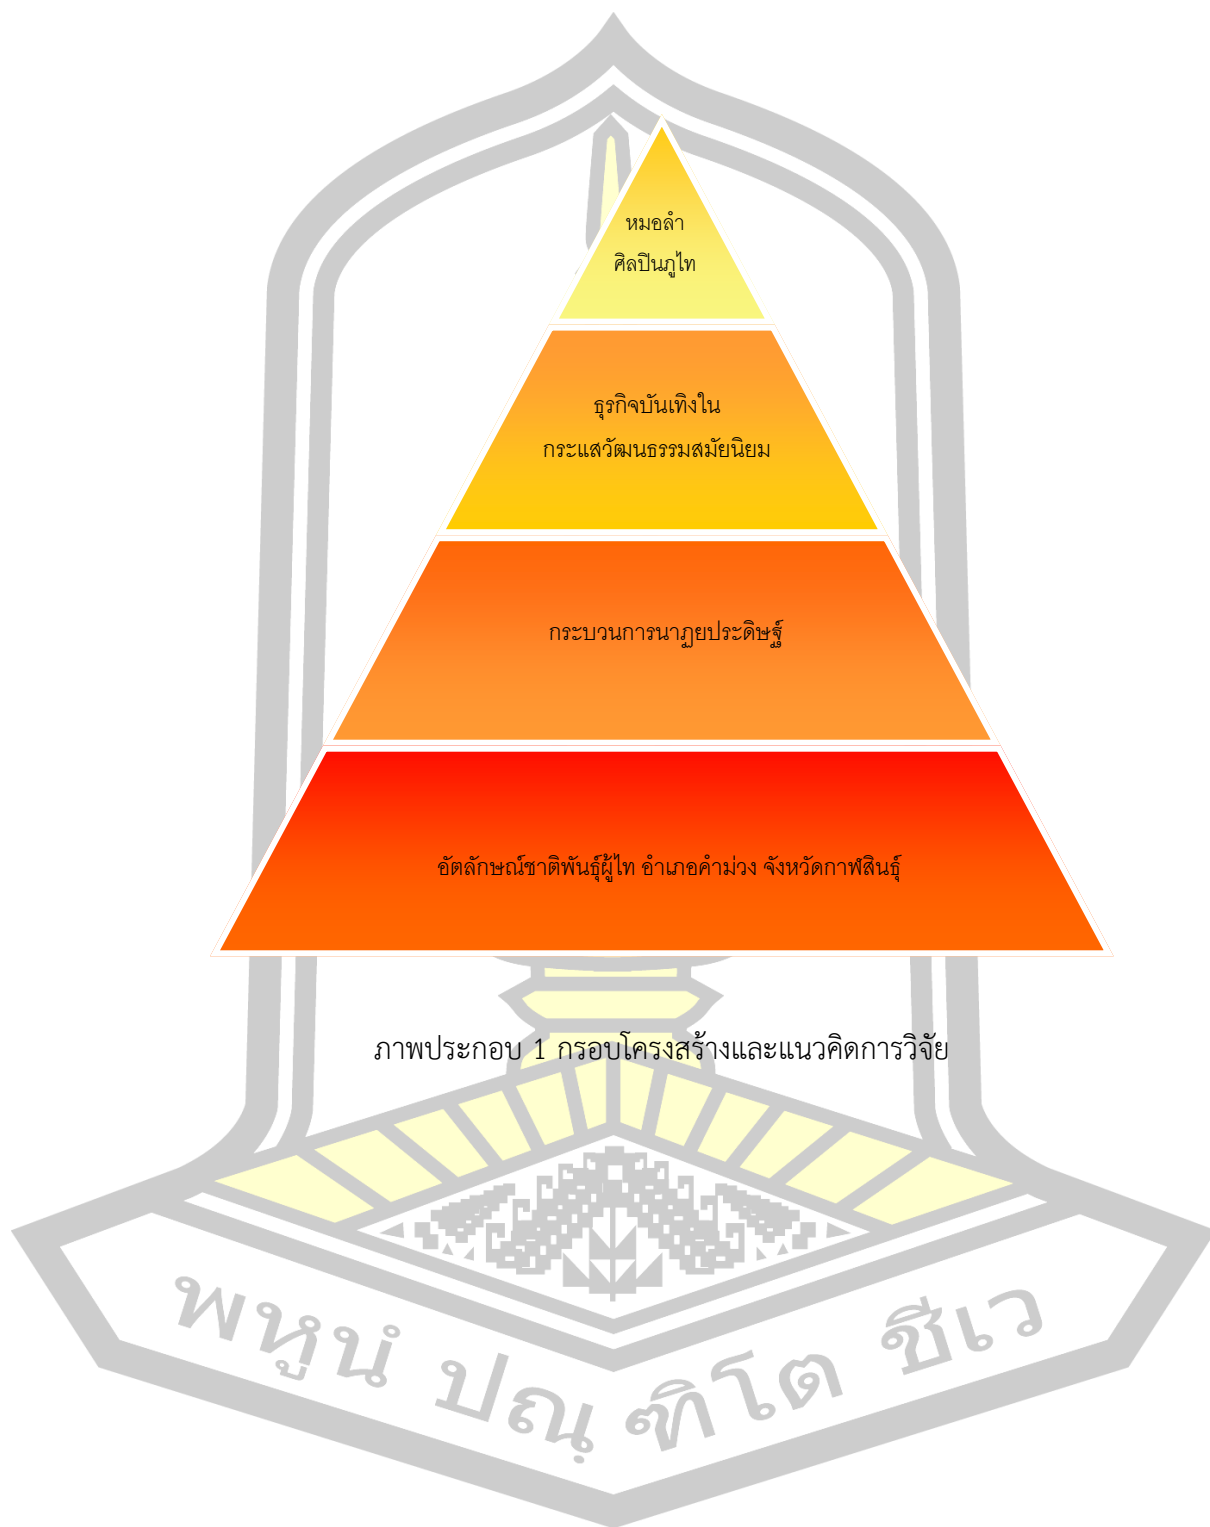 หมอลำ
ศิลปินภูไท
ธุรกิจบันเทิงใน
กระแสวัฒนธรรมสมัยนิยม
กระบวนการนาฏยประดิษฐ์
อัตลักษณ์ชาติพันธุ์ผู้ไท อำเภอคำม่วง จังหวัดกาฬสินธุ์
ภาพประกอบ 1 กรอบโครงสร้างและแนวคิดการวิจัย
พหูนํ ปณฺ ฑิโต ชีเว